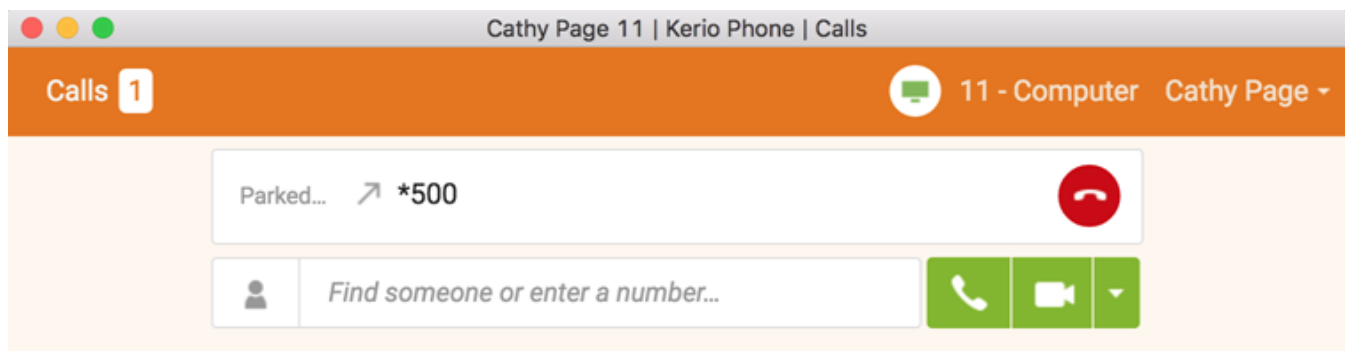 Cathy Page 11 | Kerio Phone | Calls
Calls 1 11 - Computer Cathy Page
Parked... *500
Find someone or enter a number...